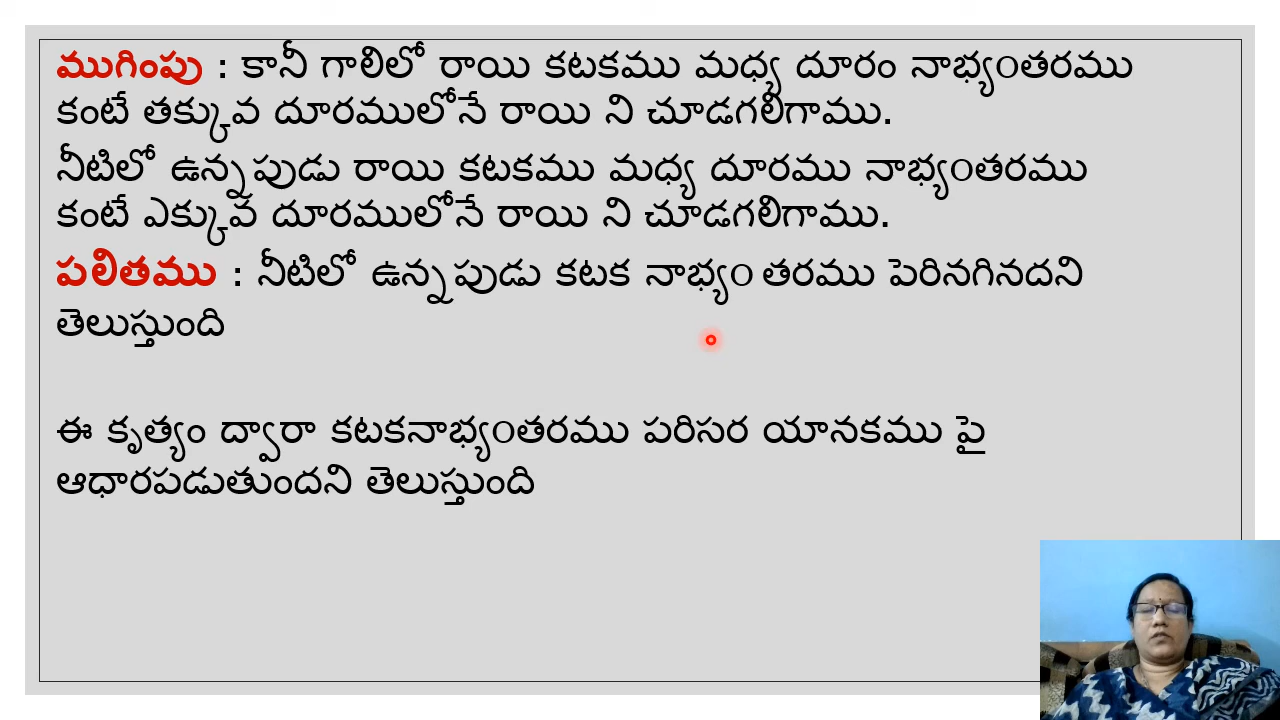 ముగింపు : కానీ గాలిలో రాయి కటకము మధ్య దూరం నాభ్యంతరము
కంటే తక్కువ దూరములోనే రాయి ని చూడగలిగాము.
నీటిలో ఉన్నపుడు రాయి కటకము మధ్య దూరము నాభ్యంతరము
కంటే ఎక్కువ దూరములోనే రాయి ని చూడగలిగాము.
పలితము : నీటిలో ఉన్నపుడు కటక నాభ్యం తరము పెరినగినదని
తెలుస్తుంది
ఈ కృత్యం ద్వారా కటకనాభ్యంతరము పరిసర యానకము పై
ఆధారపడుతుందని తెలుస్తుంది